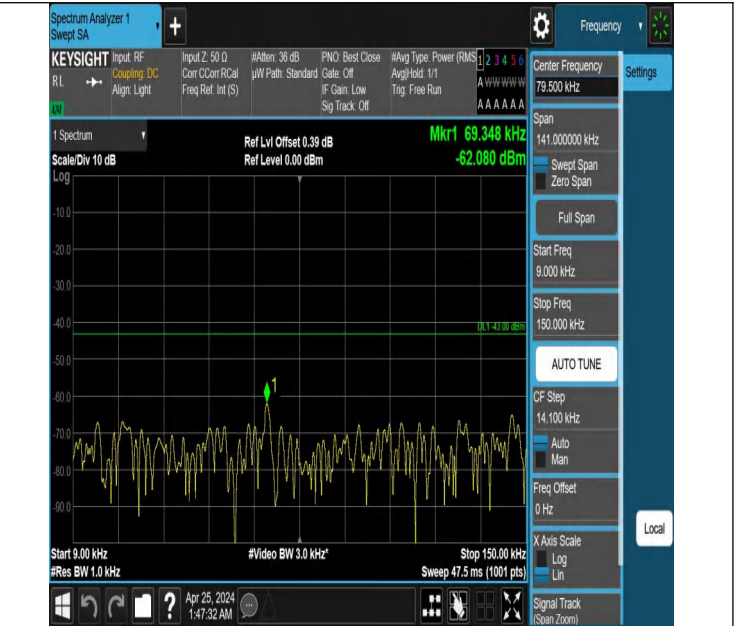 Spectrum Analyzer 1
Swept SA
+
Frequency
KEYSIGHT
RL
Input: RF
Coupling: DC
Align: Light
Input Z: 50 Ω
Corr CCorr RCal
Freq Ref: Int (S)
#Atten: 36 dB
µW Path: Standard
PNO: Best Close
Gate: Off
IF Gain: Low
Sig Track: Off
#Avg Type: Power (RMS
Avg|Hold: 1/1
Trig: Free Run
1 2 3 4 5 6
A W W W W W
A A A A A A
1 Spectrum
Scale/Div 10 dB
Log
Ref Lvl Offset 0.39 dB
Ref Level 0.00 dBm
Mkr1 69.348 kHz
-62.080 dBm
-10.0
-20.0
-30.0
-40.0
-50.0
-60.0
-70.0
-80.0
-90.0
DL1 -43.00 dBm
1
Start 9.00 kHz
#Res BW 1.0 kHz
#Video BW 3.0 kHz*
Stop 150.00 kHz
Sweep 47.5 ms (1001 pts)
Center Frequency
79.500 kHz
Settings
Span
141.000000 kHz
Swept Span
Zero Span
Full Span
Start Freq
9.000 kHz
Stop Freq
150.000 kHz
AUTO TUNE
CF Step
14.100 kHz
Auto
Man
Freq Offset
0 Hz
X Axis Scale
Log
Lin
Local
Signal Track
(Span Zoom)
?
Apr 25, 2024
1:47:32 AM